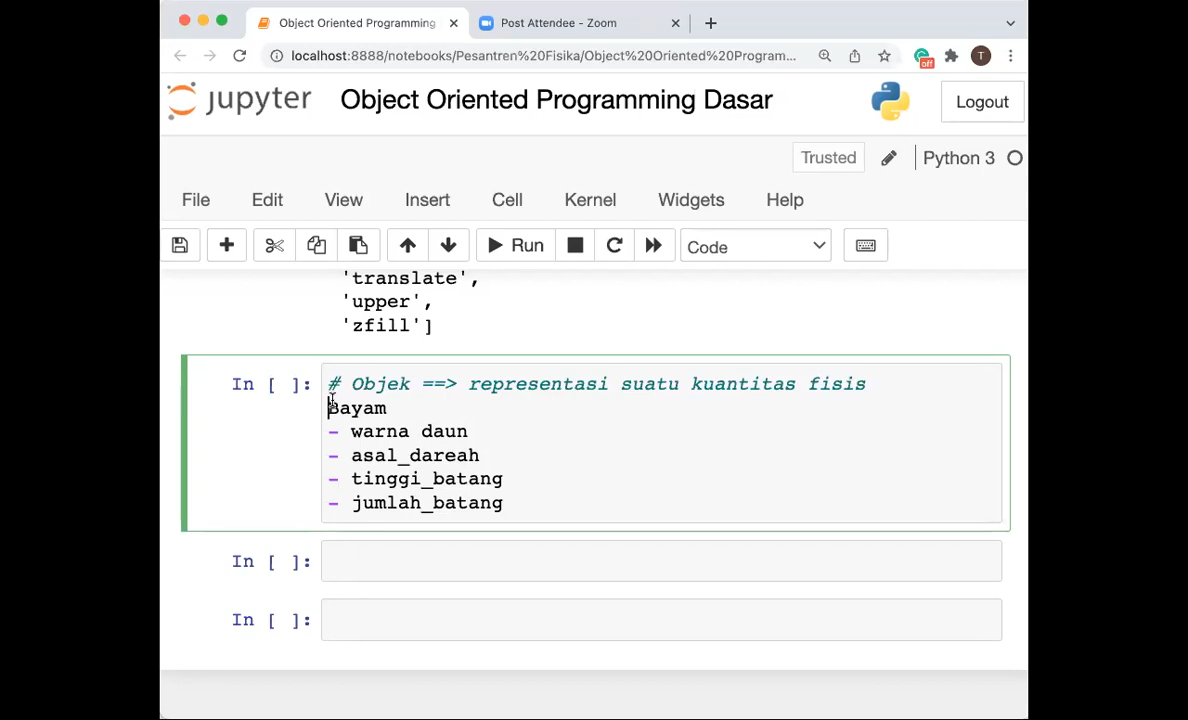 Object Oriented Programming
Post Attendee - Zoom
localhost:8888/notebooks/Pesantren%20Fisika/Object%20Oriented%20Program...
off
T
jupyter
Object Oriented Programming Dasar
Logout
Trusted
Python 3
File Edit View Insert Cell Kernel Widgets Help
Run
Code
'translate',
'upper',
'zfill']
In [ ]: # Objek ==> representasi suatu kuantitas fisis
Bayam
- warna daun
- asal_dareah
- tinggi_batang
- jumlah_batang
In [ ]:
In [ ]: